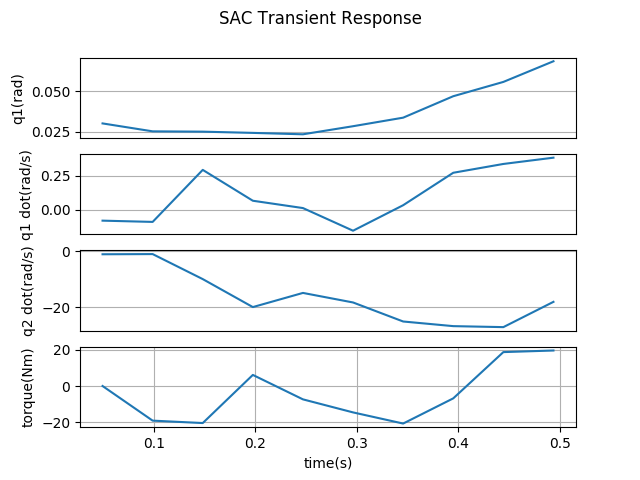 SAC Transient Response
q1(rad)
0.050
0.025
q1 dot(rad/s)
0.25
0.00
q2 dot(rad/s)
0
−20
torque(Nm)
20
0
−20
0.1 0.2 0.3 0.4 0.5
time(s)